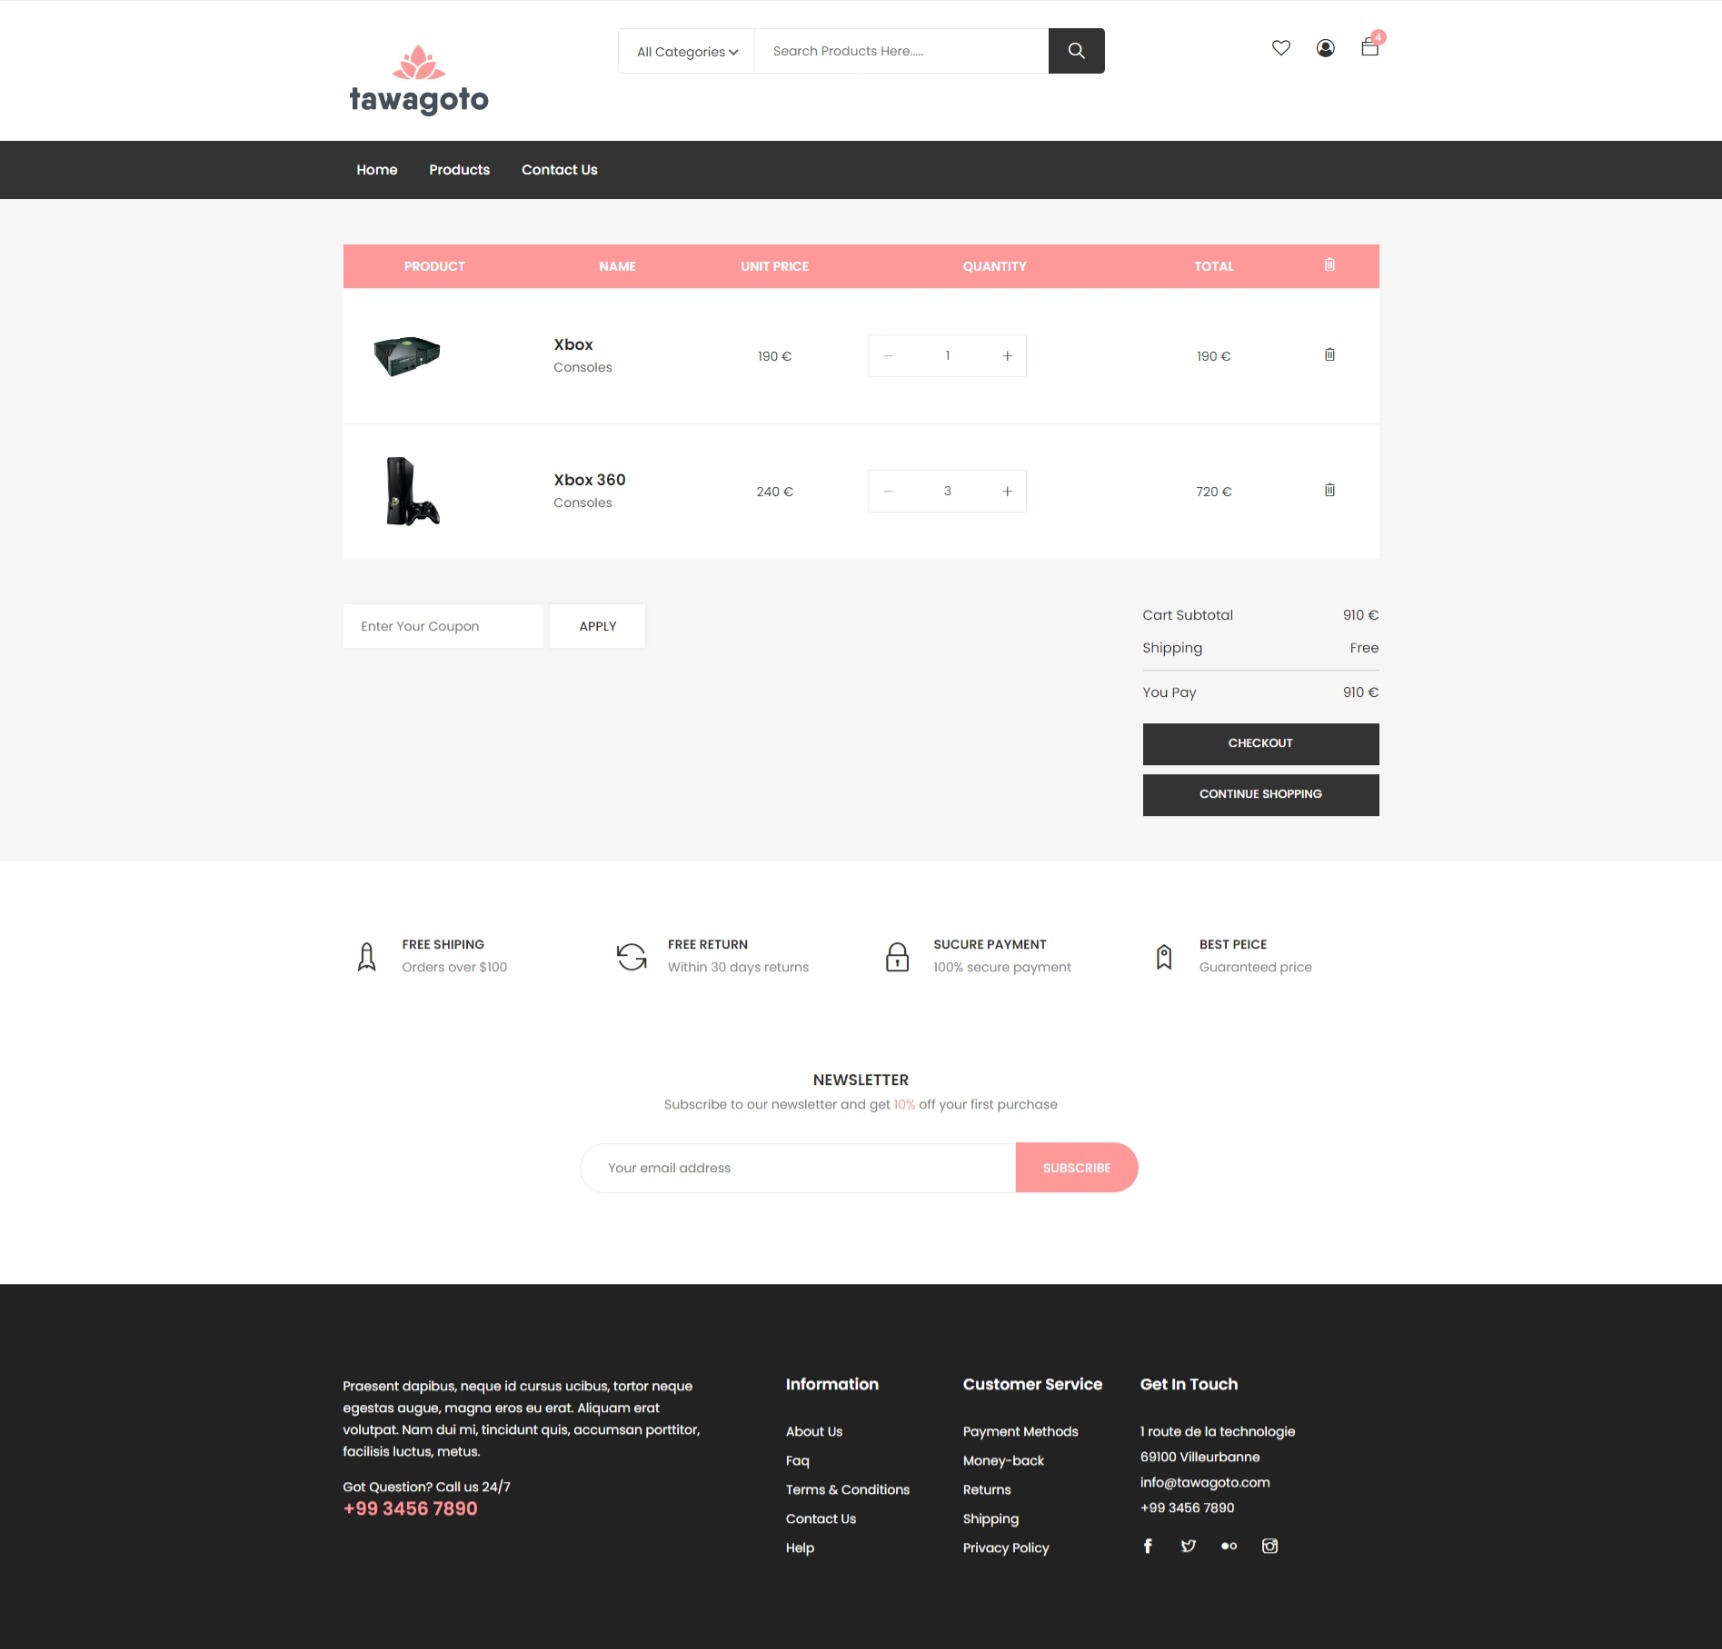 tawagoto
All Categories
Search Products Here.....
4
Home
Products
Contact Us
PRODUCT
NAME
UNIT PRICE
QUANTITY
TOTAL
Xbox
Consoles
190 €
− 1 +
190 €
Xbox 360
Consoles
240 €
− 3 +
720 €
Enter Your Coupon
APPLY
Cart Subtotal 910 €
Shipping Free
You Pay 910 €
CHECKOUT
CONTINUE SHOPPING
FREE SHIPING
Orders over $100
FREE RETURN
Within 30 days returns
SUCURE PAYMENT
100% secure payment
BEST PEICE
Guaranteed price
NEWSLETTER
Subscribe to our newsletter and get 10% off your first purchase
Your email address
SUBSCRIBE
Praesent dapibus, neque id cursus ucibus, tortor neque
egestas augue, magna eros eu erat. Aliquam erat
volutpat. Nam dui mi, tincidunt quis, accumsan porttitor,
facilisis luctus, metus.
Got Question? Call us 24/7
+99 3456 7890
Information
About Us
Faq
Terms & Conditions
Contact Us
Help
Customer Service
Payment Methods
Money-back
Returns
Shipping
Privacy Policy
Get In Touch
1 route de la technologie
69100 Villeurbanne
info@tawagoto.com
+99 3456 7890